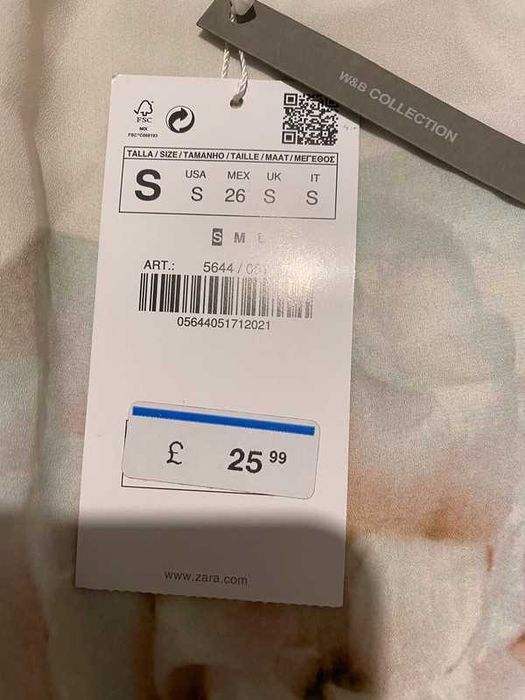 W&B COLLECTION
FSC
MIX
TALLA / SIZE / TAMANHO / TAILLE / MAAT / ΜΕΓΕΘΟΣ
S
USA MEX UK IT
S 26 S S
S M L
ART.: 5644 /
05644051712021
£ 25 99
www.zara.com